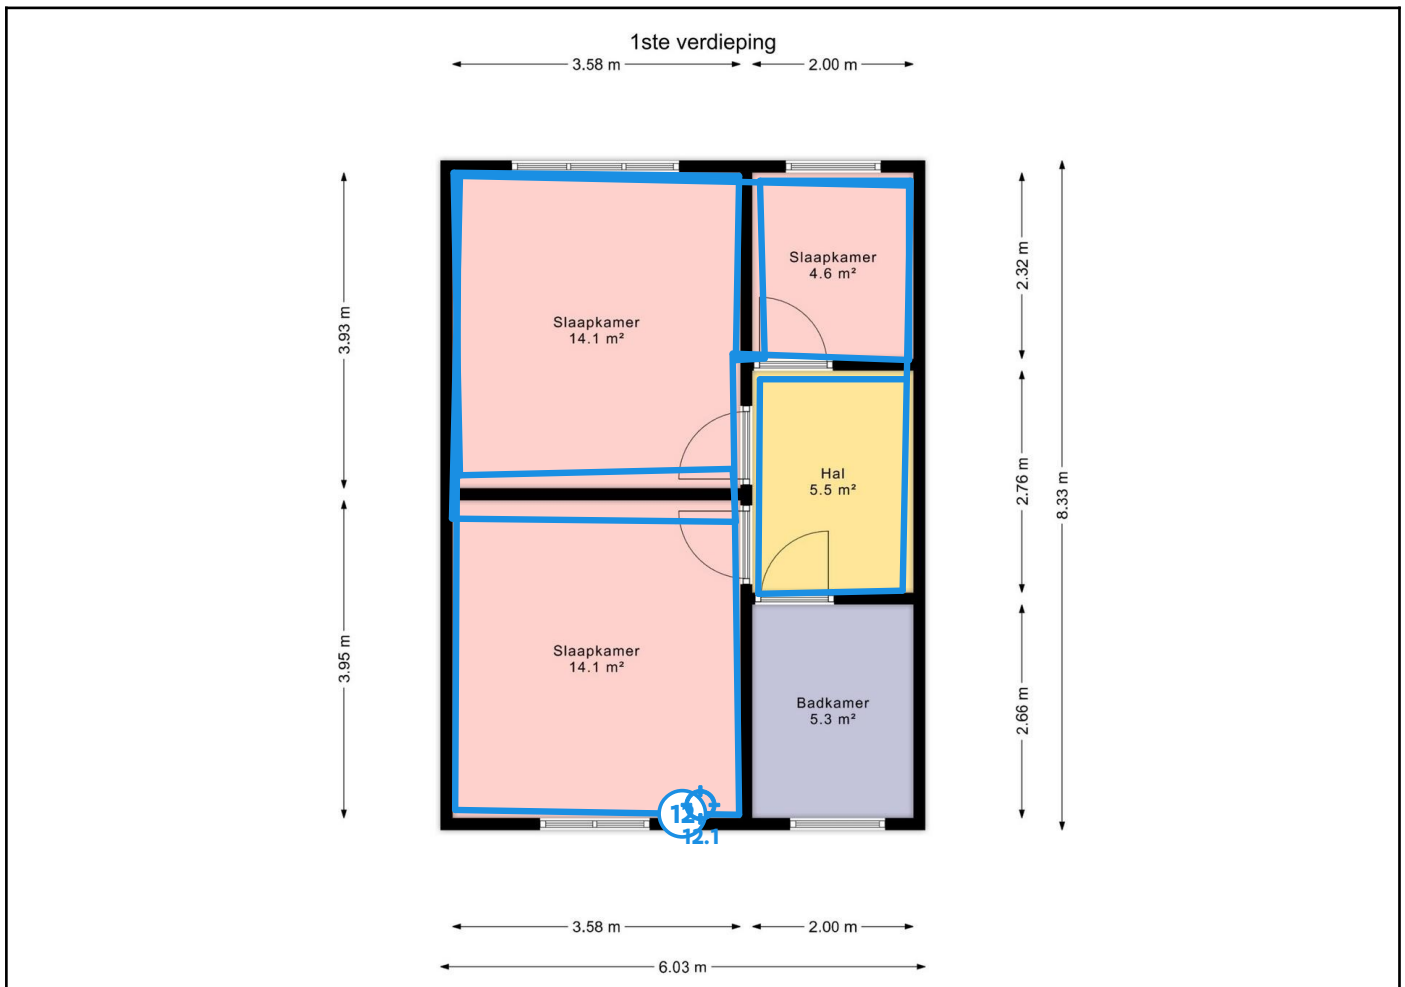 1ste verdieping
3.58 m
2.00 m
Slaapkamer
4.6 m²
2.32 m
Slaapkamer
14.1 m²
3.93 m
Hal
5.5 m²
2.76 m
8.33 m
Slaapkamer
14.1 m²
3.95 m
Badkamer
5.3 m²
2.66 m
12.1
3.58 m
2.00 m
6.03 m